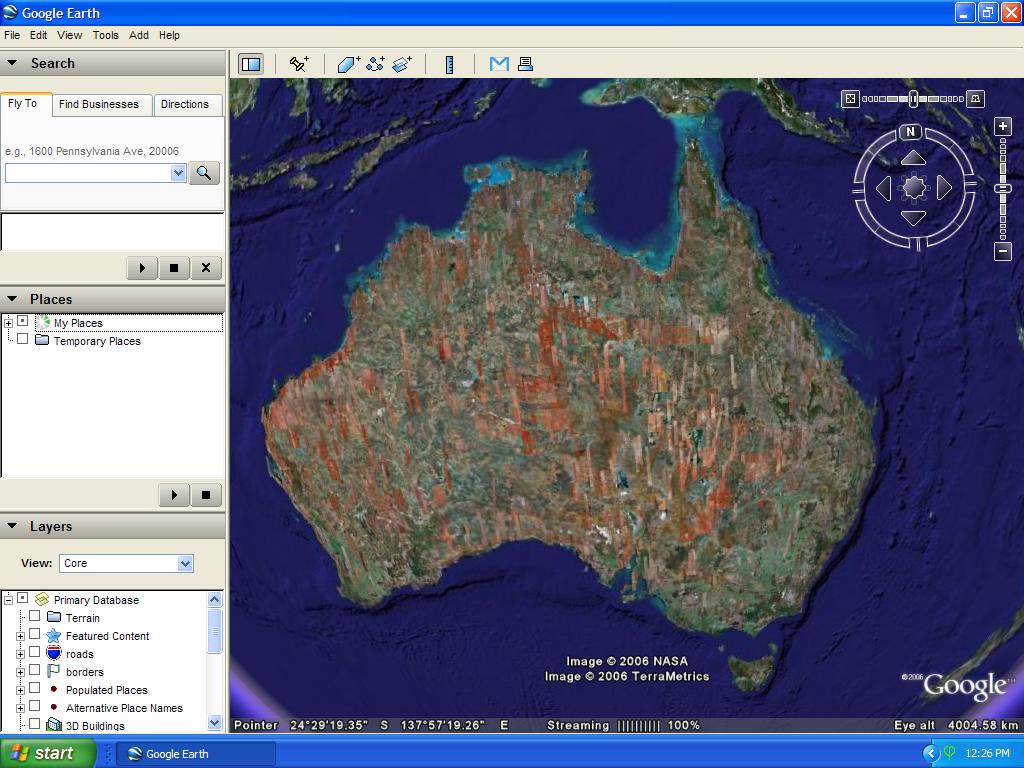 Google Earth
File Edit View Tools Add Help
Search
Fly To Find Businesses Directions
e.g., 1600 Pennsylvania Ave, 20006
N
Places
My Places
Temporary Places
Layers
View: Core
Primary Database
Terrain
Featured Content
roads
borders
Populated Places
Alternative Place Names
3D Buildings
Image © 2006 NASA
Image © 2006 TerraMetrics
©2006 Google™
Pointer 24°29'19.35" S 137°57'19.26" E Streaming |||||||||| 100% Eye alt 4004.58 km
start Google Earth 12:26 PM